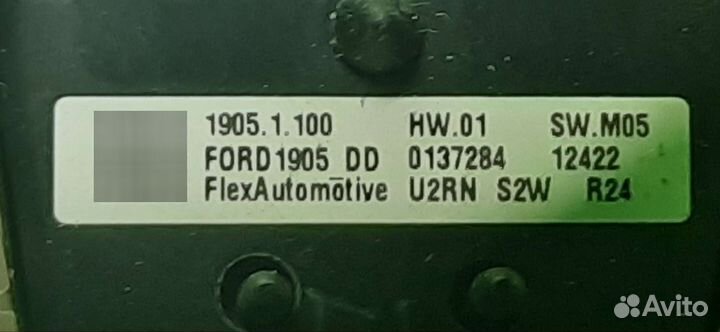 1905.1.100 HW.01 SW.M05
FORD1905 DD 0137284 12422
FlexAutomotive U2RN S2W R24
Avito